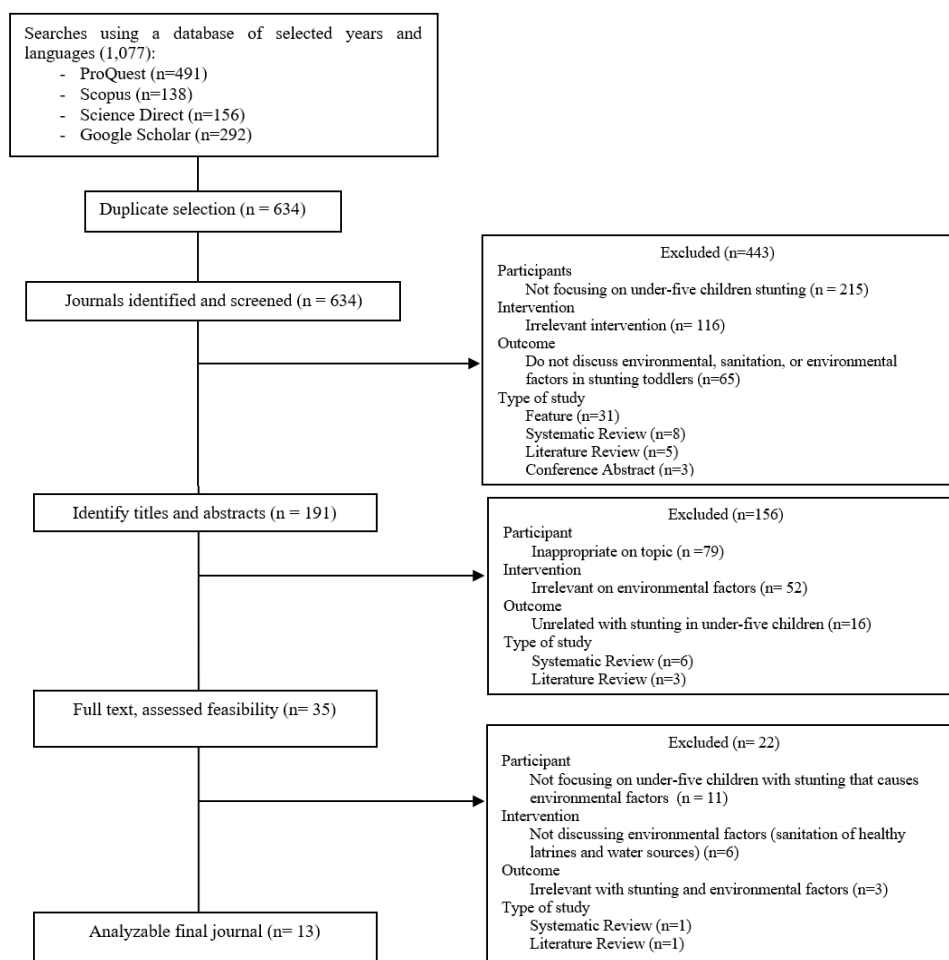 Searches using a database of selected years and
languages (1,077):
- ProQuest (n=491)
- Scopus (n=138)
- Science Direct (n=156)
- Google Scholar (n=292)
Duplicate selection (n = 634)
Journals identified and screened (n = 634)
Excluded (n=443)
Participants
Not focusing on under-five children stunting (n = 215)
Intervention
Irrelevant intervention (n= 116)
Outcome
Do not discuss environmental, sanitation, or environmental
factors in stunting toddlers (n=65)
Type of study
Feature (n=31)
Systematic Review (n=8)
Literature Review (n=5)
Conference Abstract (n=3)
Identify titles and abstracts (n = 191)
Excluded (n=156)
Participant
Inappropriate on topic (n =79)
Intervention
Irrelevant on environmental factors (n= 52)
Outcome
Unrelated with stunting in under-five children (n=16)
Type of study
Systematic Review (n=6)
Literature Review (n=3)
Full text, assessed feasibility (n= 35)
Excluded (n= 22)
Participant
Not focusing on under-five children with stunting that causes
environmental factors (n = 11)
Intervention
Not discussing environmental factors (sanitation of healthy
latrines and water sources) (n=6)
Outcome
Irrelevant with stunting and environmental factors (n=3)
Type of study
Systematic Review (n=1)
Literature Review (n=1)
Analyzable final journal (n= 13)